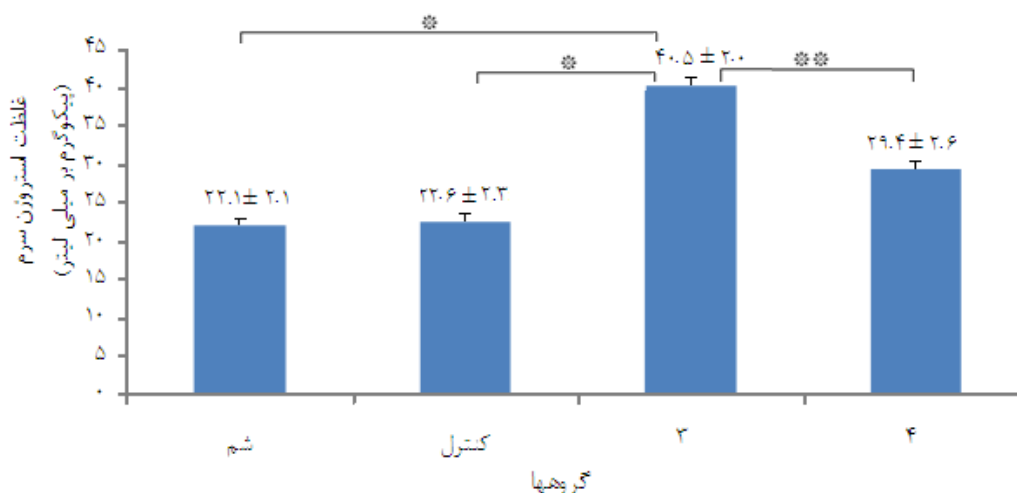 *
*
**
۴۵
۴۰
۳۵
۳۰
۲۵
۲۰
۱۵
۱۰
۵
۰
غلظت استروژن سرم
(پیکوگرم بر میلی لیتر)
۲۲.۱ ± ۲.۱
۲۲.۶ ± ۲.۳
۴۰.۵ ± ۲.۰
۲۹.۴ ± ۲.۶
شم
کنترل
۳
۴
گروهها